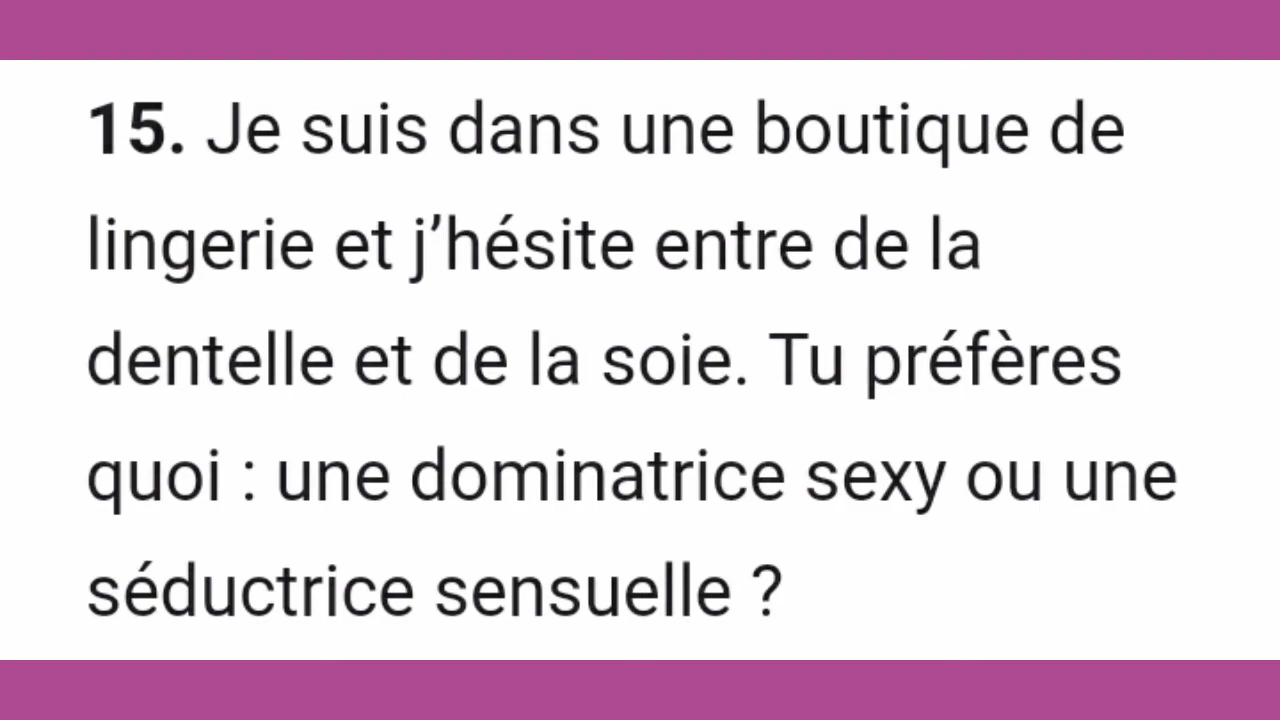 15. Je suis dans une boutique de
lingerie et j’hésite entre de la
dentelle et de la soie. Tu préfères
quoi : une dominatrice sexy ou une
séductrice sensuelle ?